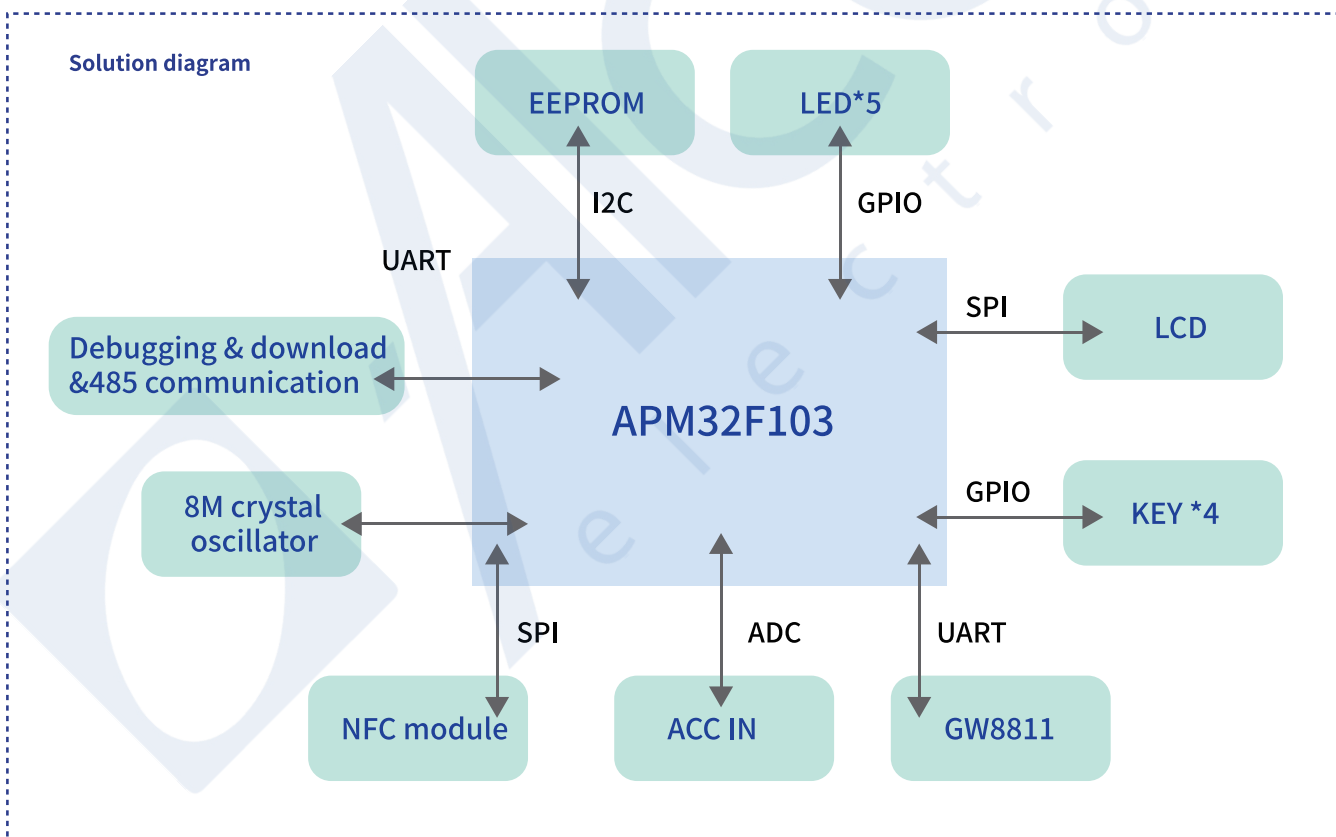 Solution diagram
EEPROM
LED*5
I2C
GPIO
UART
SPI
LCD
Debugging & download
&485 communication
APM32F103
GPIO
KEY *4
8M crystal
oscillator
SPI
ADC
UART
NFC module
ACC IN
GW8811
e l e c t r o